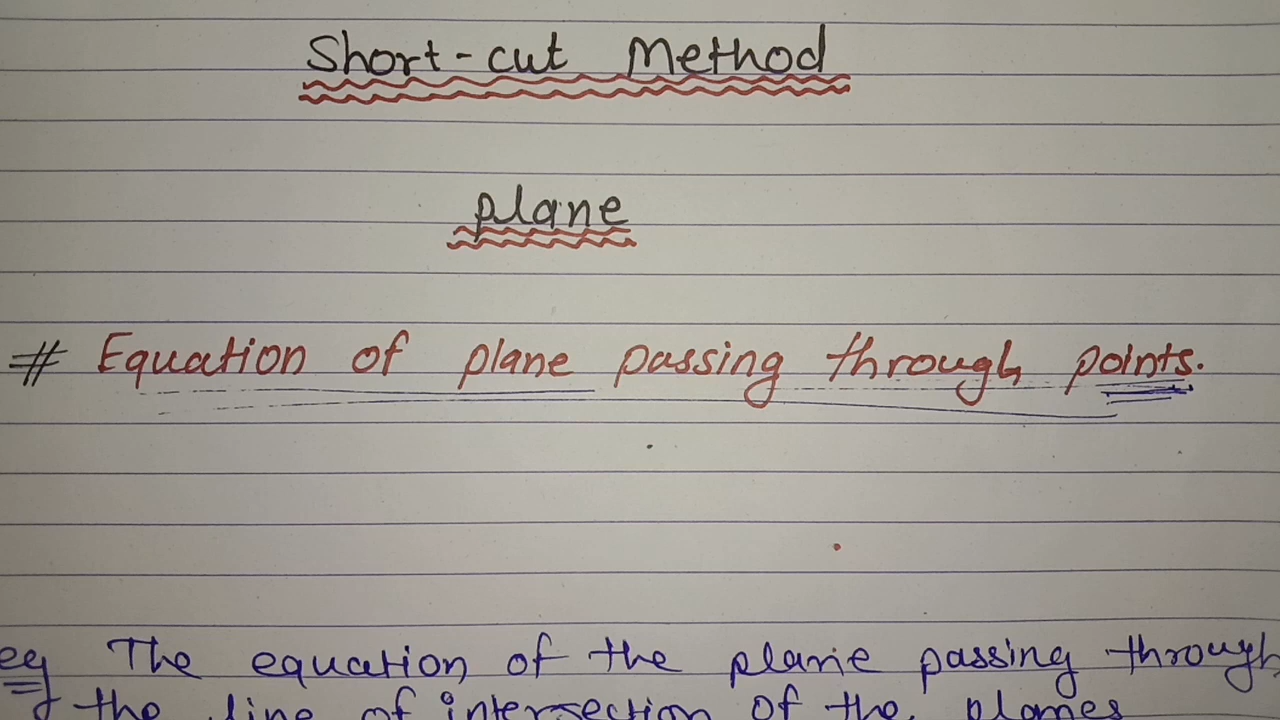 Short-cut Method
plane
# Equation of plane passing through points.
eg The equation of the plane passing through
the line of intersection of the planes